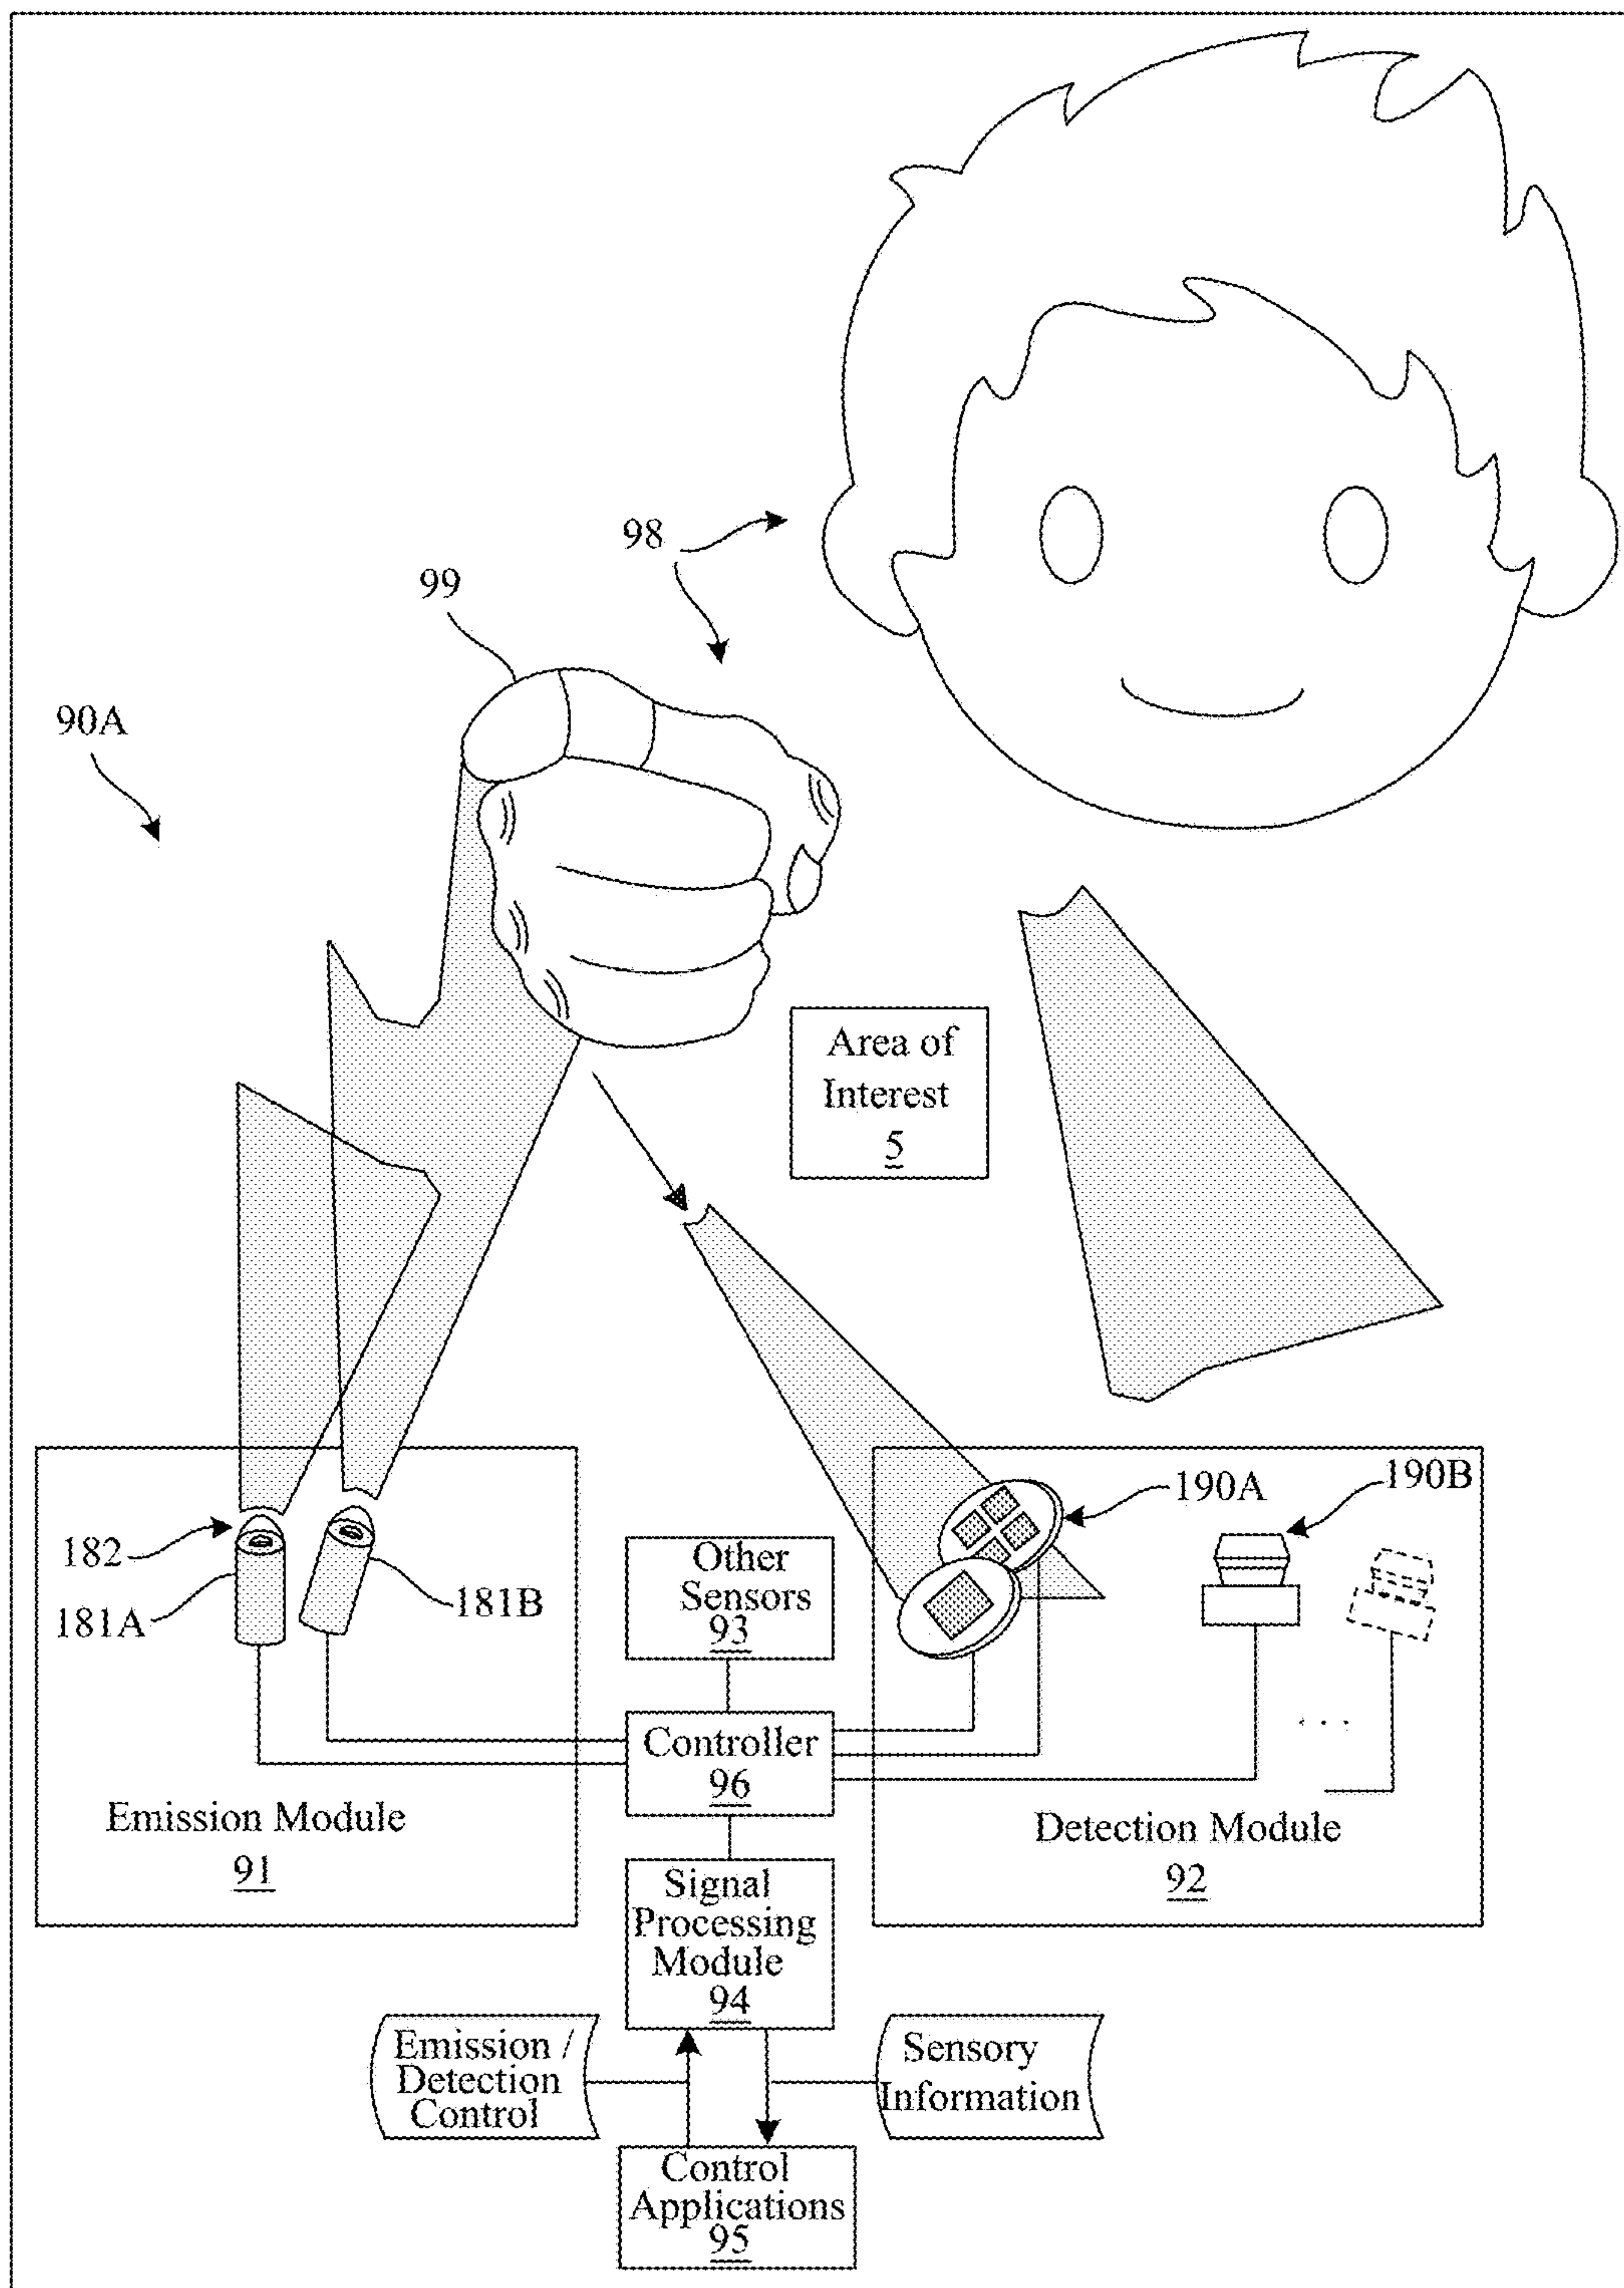 98
99
90A
Area of
Interest
5
190B
190A
182
181A
181B
Other
Sensors
93
Controller
96
Emission Module
91
Detection Module
92
Signal
Processing
Module
94
Emission /
Detection
Control
Sensory
Information
Control
Applications
95